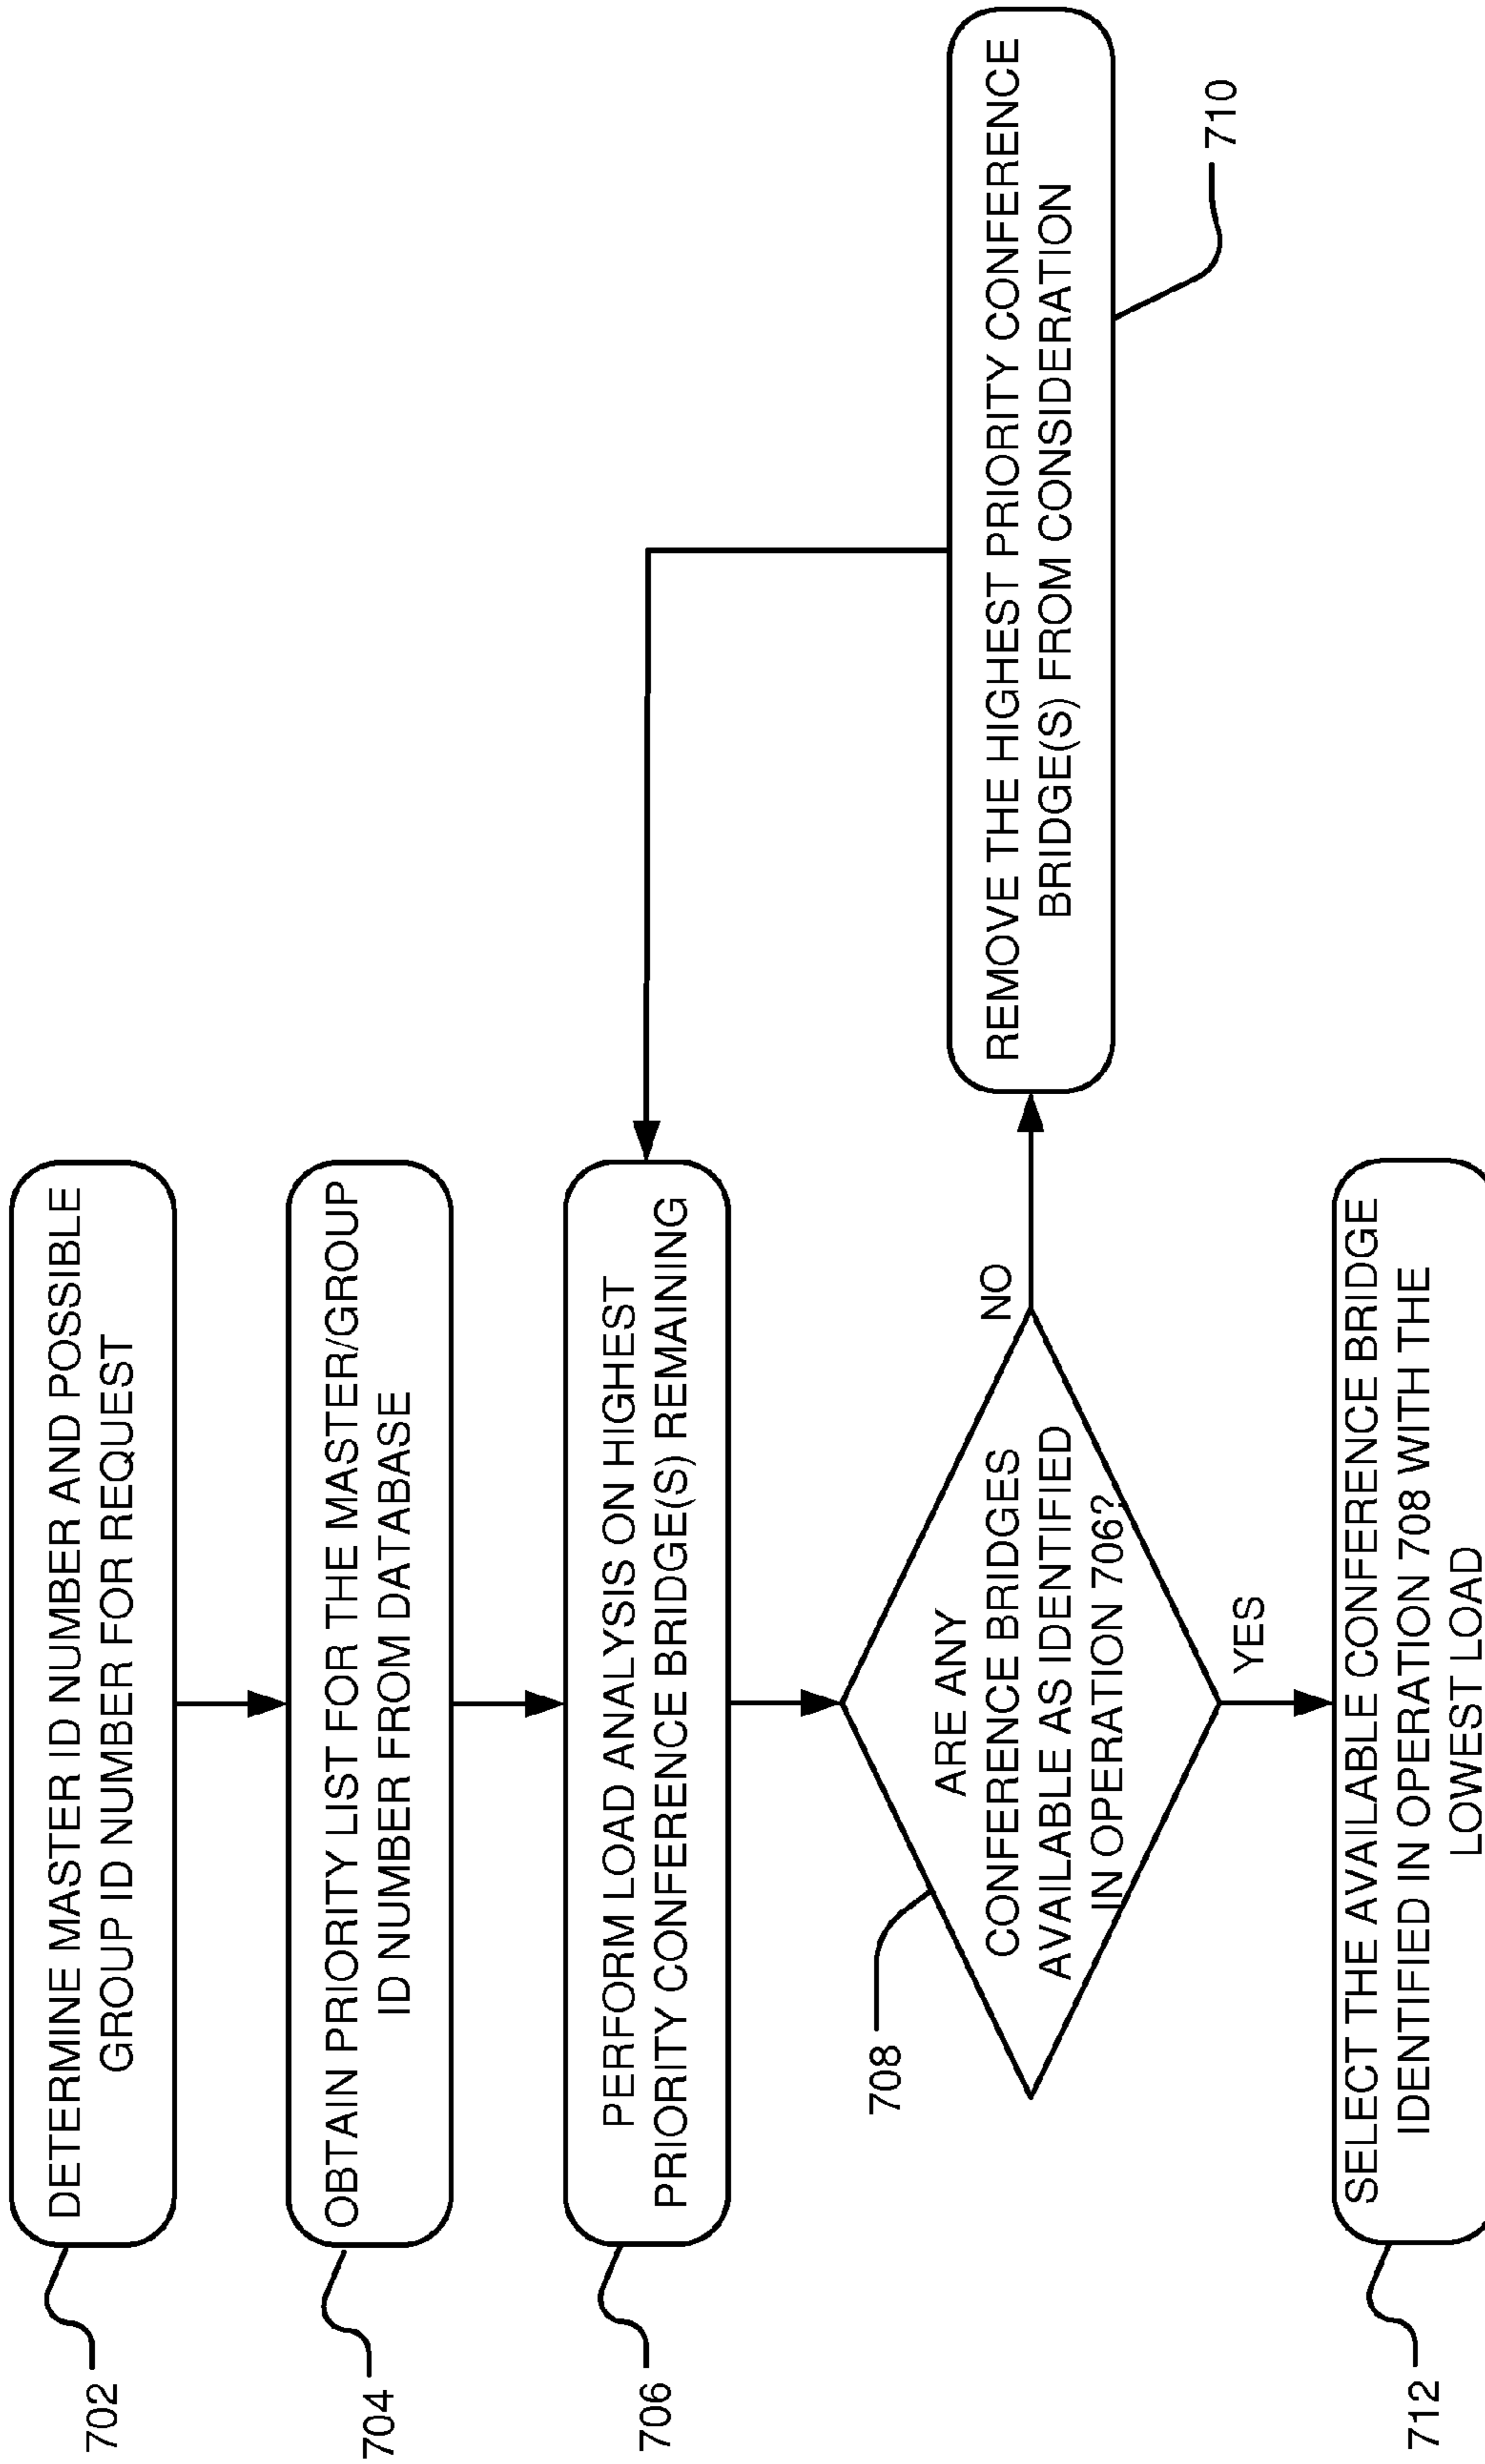 702
DETERMINE MASTER ID NUMBER AND POSSIBLE
GROUP ID NUMBER FOR REQUEST
704
OBTAIN PRIORITY LIST FOR THE MASTER/GROUP
ID NUMBER FROM DATABASE
706
PERFORM LOAD ANALYSIS ON HIGHEST
PRIORITY CONFERENCE BRIDGE(S) REMAINING
708
ARE ANY
CONFERENCE BRIDGES
AVAILABLE AS IDENTIFIED
IN OPERATION 706?
NO
REMOVE THE HIGHEST PRIORITY CONFERENCE
BRIDGE(S) FROM CONSIDERATION
710
YES
712
SELECT THE AVAILABLE CONFERENCE BRIDGE
IDENTIFIED IN OPERATION 708 WITH THE
LOWEST LOAD